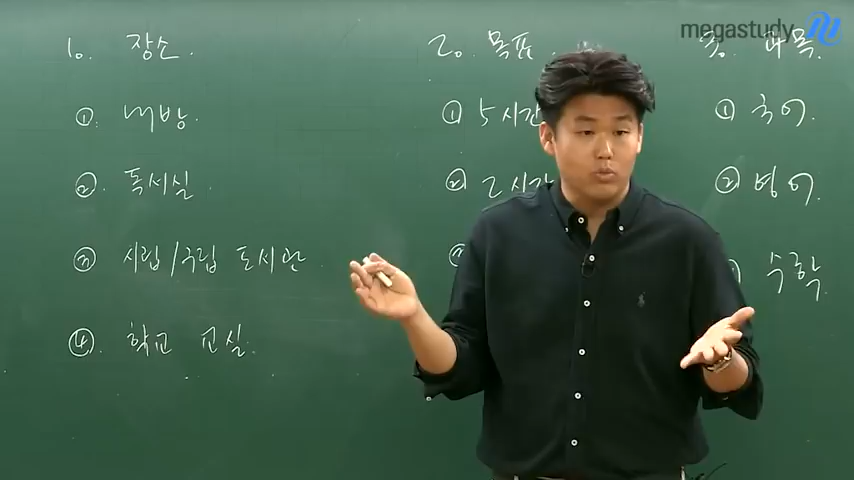 megastudy
1. 장소.
① 내방.
② 독서실.
③ 시립/구립 도서관.
④ 학교 교실.
2. 목표.
① 5시간
② 2시간
③
3. 과목.
① 국어.
② 영어.
수학.